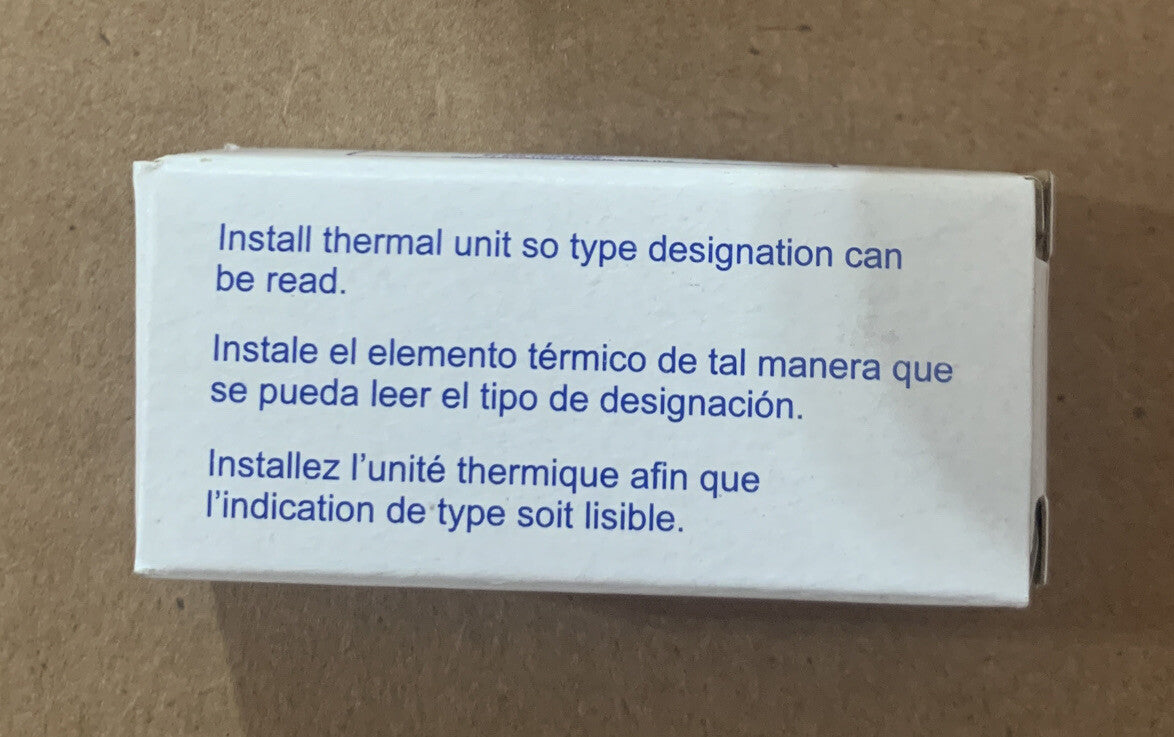 Install thermal unit so type designation can
be read.
Instale el elemento térmico de tal manera que
se pueda leer el tipo de designación.
Installez l'unité thermique afin que
l'indication de type soit lisible.